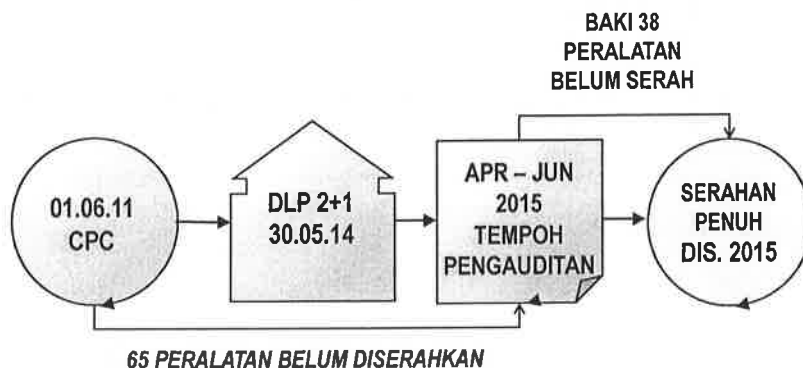 BAKI 38
PERALATAN
BELUM SERAH
01.06.11
CPC
DLP 2+1
30.05.14
APR – JUN
2015
TEMPOH
PENGAUDITAN
SERAHAN
PENUH
DIS. 2015
65 PERALATAN BELUM DISERAHKAN